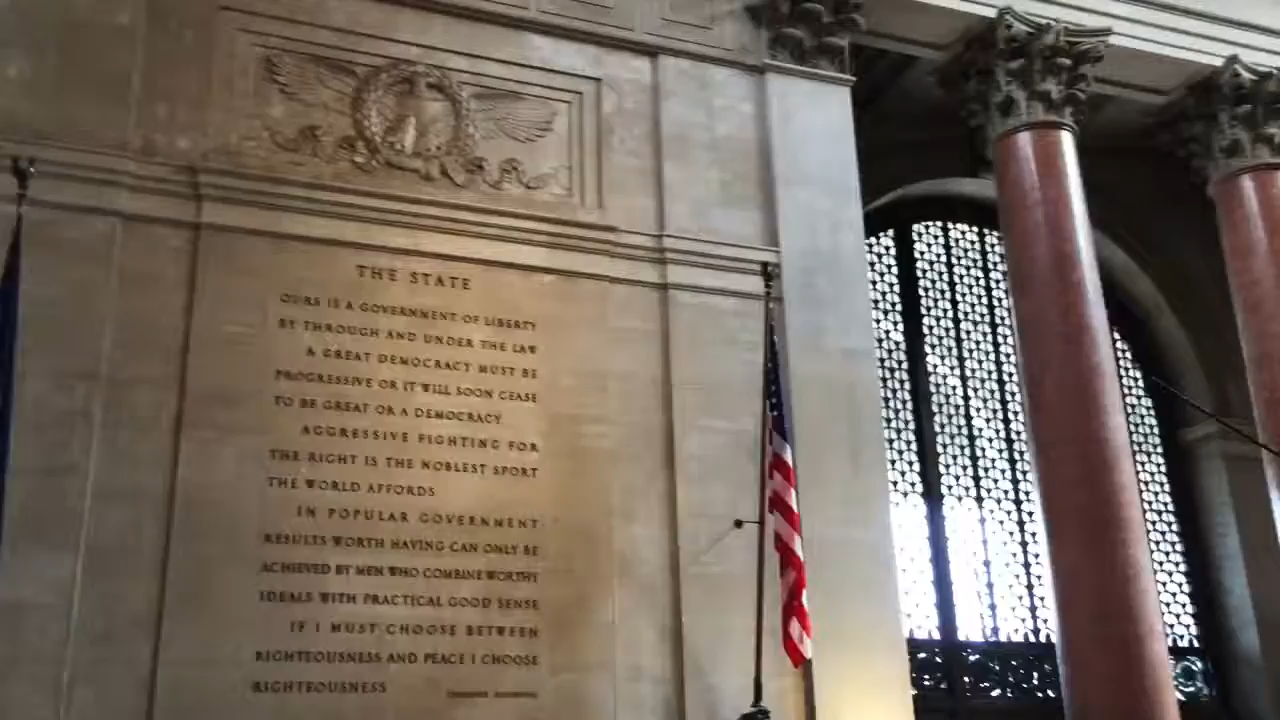 THE STATE
OURS IS A GOVERNMENT OF LIBERTY
BY THROUGH AND UNDER THE LAW
A GREAT DEMOCRACY MUST BE
PROGRESSIVE OR IT WILL SOON CEASE
TO BE GREAT OR A DEMOCRACY
AGGRESSIVE FIGHTING FOR
THE RIGHT IS THE NOBLEST SPORT
THE WORLD AFFORDS
IN POPULAR GOVERNMENT
RESULTS WORTH HAVING CAN ONLY BE
ACHIEVED BY MEN WHO COMBINE WORTHY
IDEALS WITH PRACTICAL GOOD SENSE
IF I MUST CHOOSE BETWEEN
RIGHTEOUSNESS AND PEACE I CHOOSE
RIGHTEOUSNESS